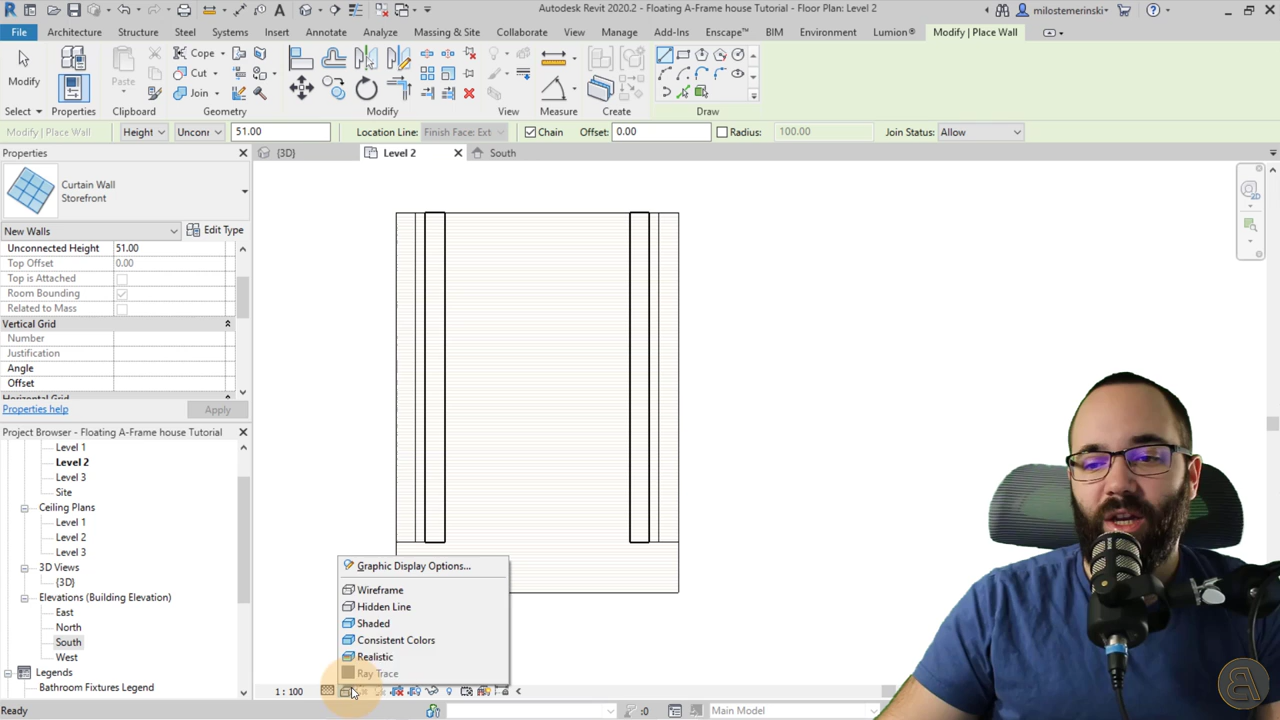 Autodesk Revit 2020.2 - Floating A-Frame house Tutorial - Floor Plan: Level 2
milostemerinski
File Architecture Structure Steel Systems Insert Annotate Analyze Massing & Site Collaborate View Manage Add-Ins Enscape™ BIM Environment Lumion® Modify | Place Wall
Modify
Paste
Cope
Cut
Join
Select Properties Clipboard Geometry Modify View Measure Create Draw
Modify | Place Wall Height Unconr 51.00 Location Line: Finish Face: Ext Chain Offset: 0.00 Radius: 100.00 Join Status: Allow
Properties
{3D} Level 2 South
Curtain Wall
Storefront
New Walls Edit Type
Unconnected Height 51.00
Top Offset 0.00
Top is Attached
Room Bounding
Related to Mass
Vertical Grid
Number
Justification
Angle
Offset
Properties help Apply
Project Browser - Floating A-Frame house Tutorial
Level 1
Level 2
Level 3
Site
Ceiling Plans
Level 1
Level 2
Level 3
3D Views
{3D}
Elevations (Building Elevation)
East
North
South
West
Legends
Bathroom Fixtures Legend
Graphic Display Options...
Wireframe
Hidden Line
Shaded
Consistent Colors
Realistic
Ray Trace
1 : 100
Ready :0 Main Model